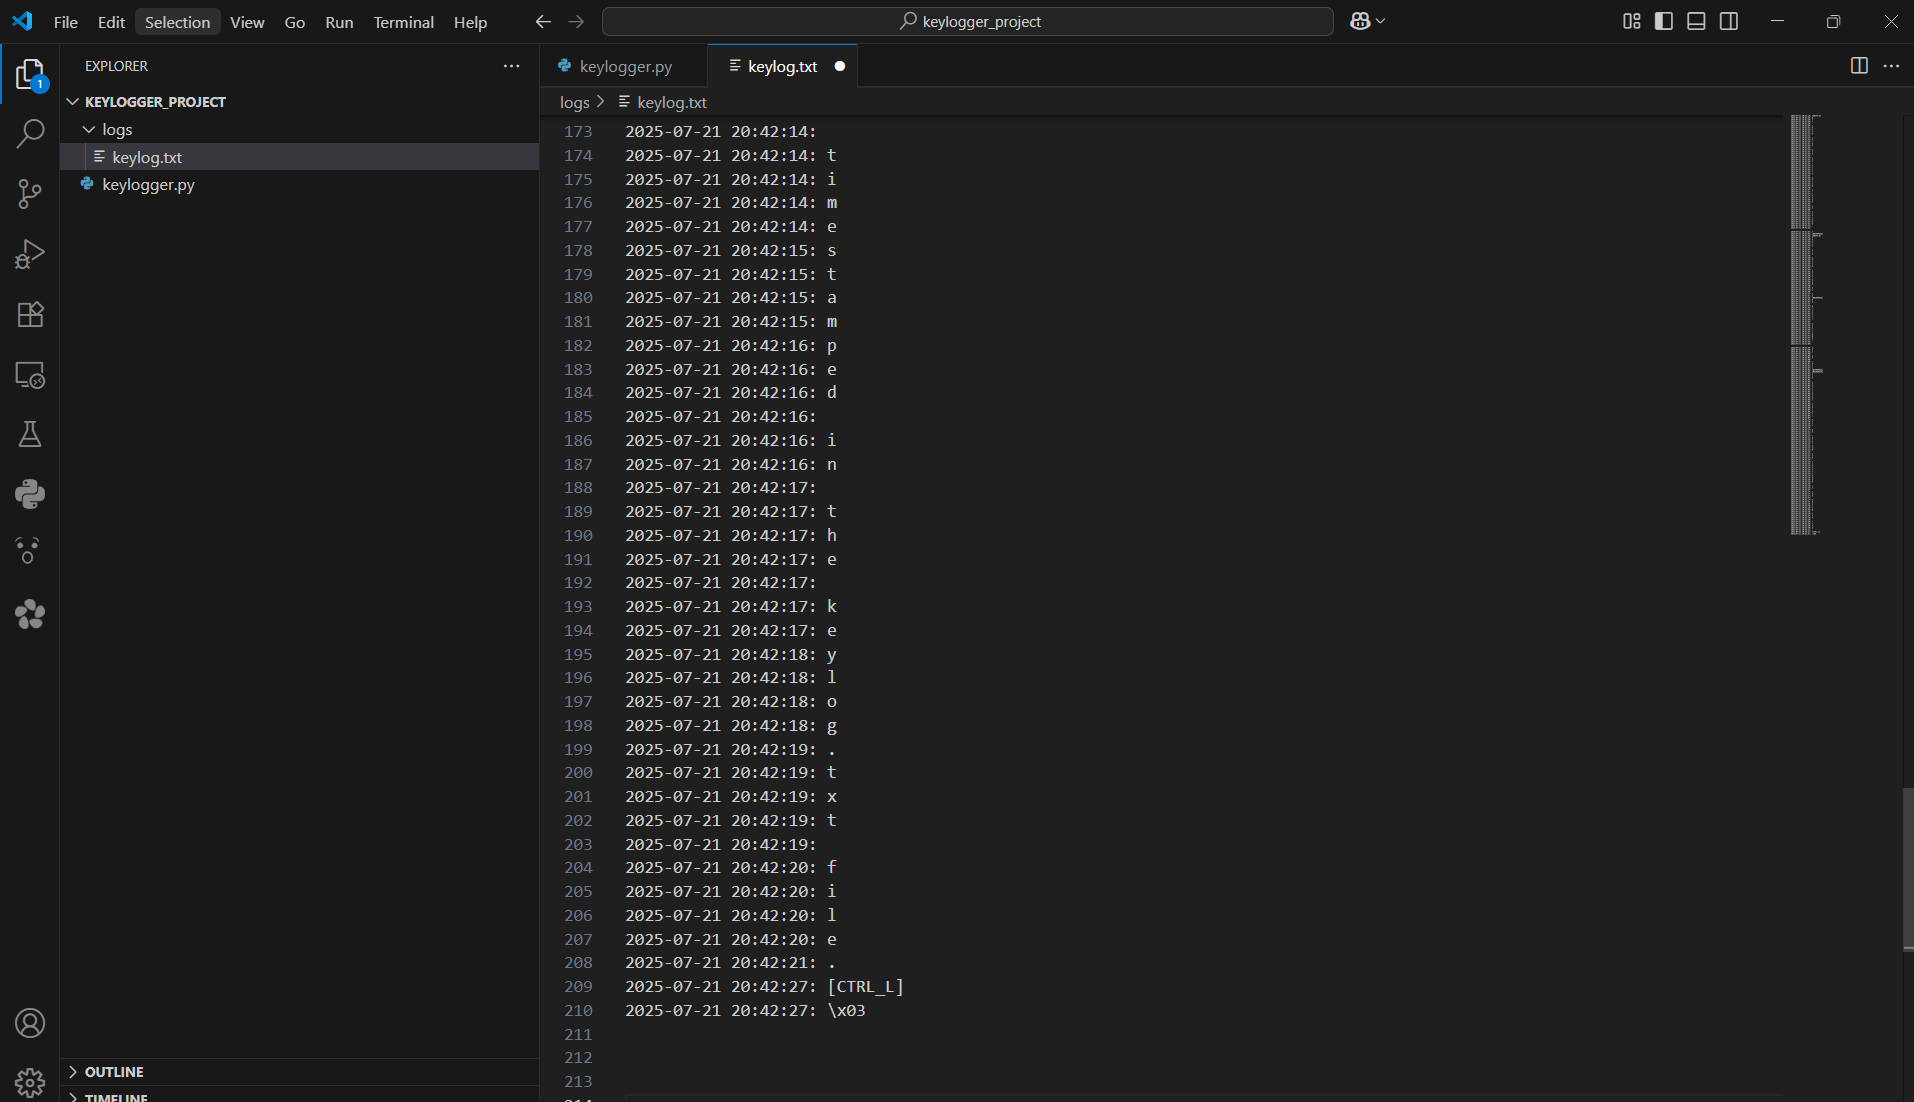 File Edit Selection View Go Run Terminal Help
keylogger_project
EXPLORER
1
KEYLOGGER_PROJECT
logs
keylog.txt
keylogger.py
OUTLINE
TIMELINE
keylogger.py
keylog.txt
logs > keylog.txt
173 2025-07-21 20:42:14:
174 2025-07-21 20:42:14: t
175 2025-07-21 20:42:14: i
176 2025-07-21 20:42:14: m
177 2025-07-21 20:42:14: e
178 2025-07-21 20:42:15: s
179 2025-07-21 20:42:15: t
180 2025-07-21 20:42:15: a
181 2025-07-21 20:42:15: m
182 2025-07-21 20:42:16: p
183 2025-07-21 20:42:16: e
184 2025-07-21 20:42:16: d
185 2025-07-21 20:42:16:
186 2025-07-21 20:42:16: i
187 2025-07-21 20:42:16: n
188 2025-07-21 20:42:17:
189 2025-07-21 20:42:17: t
190 2025-07-21 20:42:17: h
191 2025-07-21 20:42:17: e
192 2025-07-21 20:42:17:
193 2025-07-21 20:42:17: k
194 2025-07-21 20:42:17: e
195 2025-07-21 20:42:18: y
196 2025-07-21 20:42:18: l
197 2025-07-21 20:42:18: o
198 2025-07-21 20:42:18: g
199 2025-07-21 20:42:19: .
200 2025-07-21 20:42:19: t
201 2025-07-21 20:42:19: x
202 2025-07-21 20:42:19: t
203 2025-07-21 20:42:19:
204 2025-07-21 20:42:20: f
205 2025-07-21 20:42:20: i
206 2025-07-21 20:42:20: l
207 2025-07-21 20:42:20: e
208 2025-07-21 20:42:21: .
209 2025-07-21 20:42:27: [CTRL_L]
210 2025-07-21 20:42:27: \x03
211
212
213